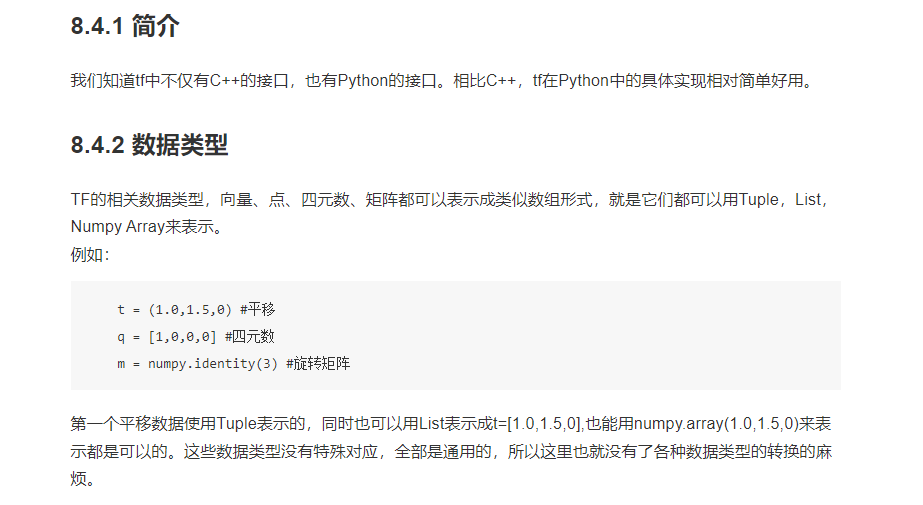 8.4.1 简介
我们知道tf中不仅有C++的接口，也有Python的接口。相比C++，tf在Python中的具体实现相对简单好用。
8.4.2 数据类型
TF的相关数据类型，向量、点、四元数、矩阵都可以表示成类似数组形式，就是它们都可以用Tuple，List，
Numpy Array来表示。
例如：
t = (1.0,1.5,0) #平移
q = [1,0,0,0] #四元数
m = numpy.identity(3) #旋转矩阵
第一个平移数据使用Tuple表示的，同时也可以用List表示成t=[1.0,1.5,0],也能用numpy.array(1.0,1.5,0)来表
示都是可以的。这些数据类型没有特殊对应，全部是通用的，所以这里也就没有了各种数据类型的转换的麻
烦。